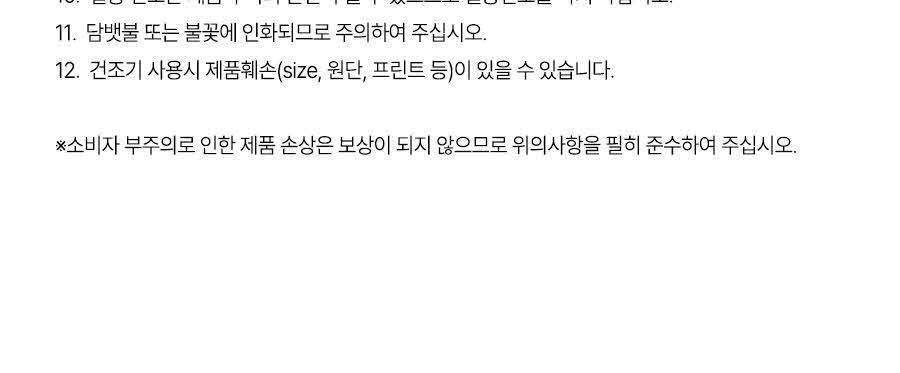 11. 담뱃불 또는 불꽃에 인화되므로 주의하여 주십시오.
12. 건조기 사용시 제품훼손(size, 원단, 프린트 등)이 있을 수 있습니다.
※소비자 부주의로 인한 제품 손상은 보상이 되지 않으므로 위의사항을 필히 준수하여 주십시오.